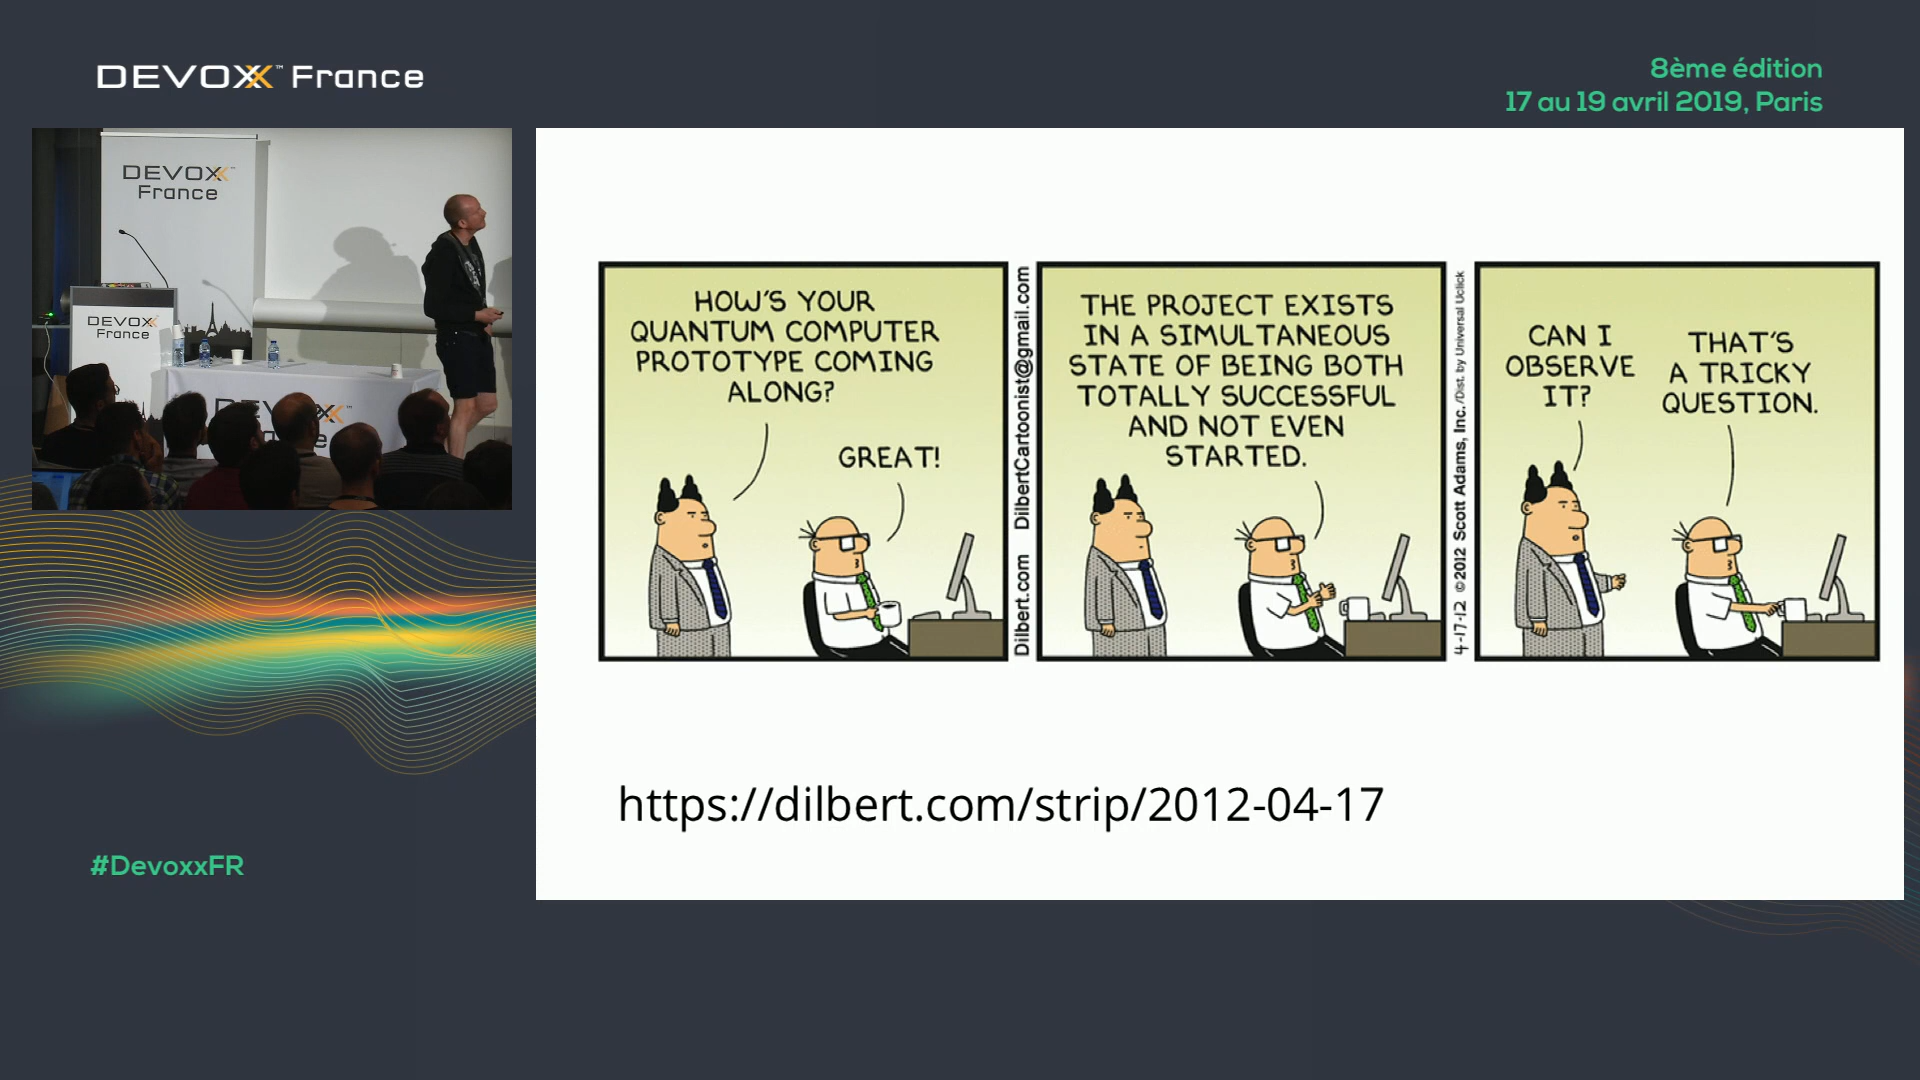 DEVOXX™ France
8ème édition
17 au 19 avril 2019, Paris
DEVOXX™
France
DEVOXX
France
HOW'S YOUR
QUANTUM COMPUTER
PROTOTYPE COMING
ALONG?
GREAT!
Dilbert.com DilbertCartoonist@gmail.com
THE PROJECT EXISTS
IN A SIMULTANEOUS
STATE OF BEING BOTH
TOTALLY SUCCESSFUL
AND NOT EVEN
STARTED.
4-17-12 ©2012 Scott Adams, Inc. /Dist. by Universal Uclick
CAN I
OBSERVE
IT?
THAT'S
A TRICKY
QUESTION.
https://dilbert.com/strip/2012-04-17
#DevoxxFR